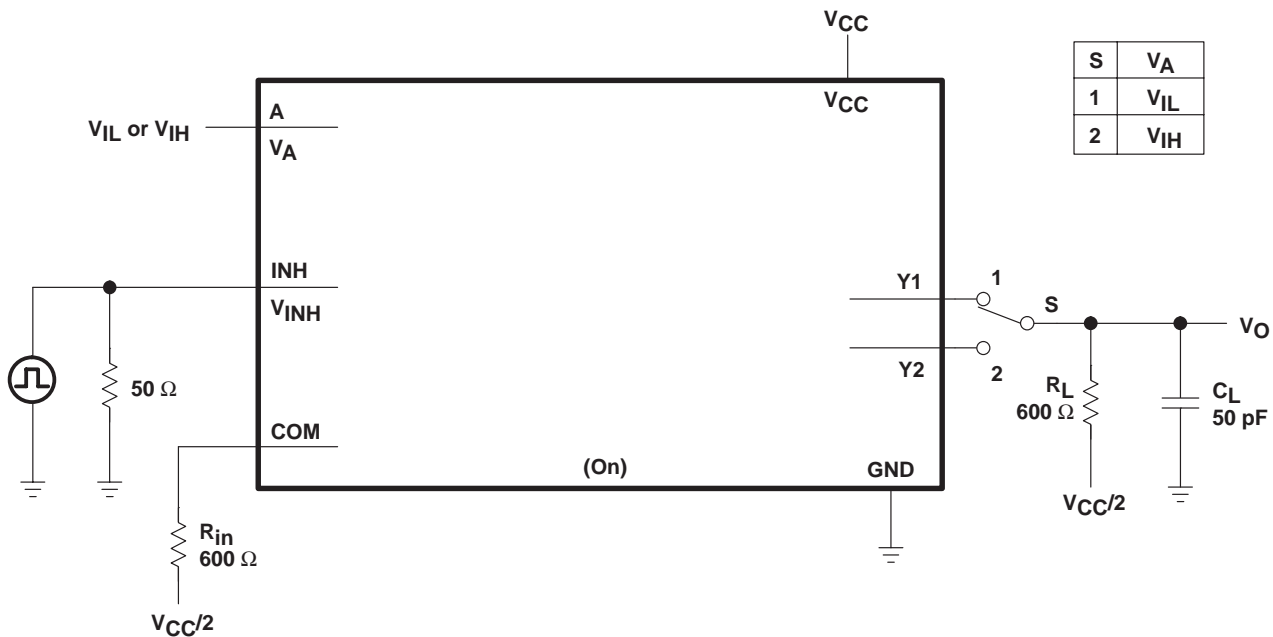 VCC
VCC
S VA
1 VIL
2 VIH
VIL or VIH
A
VA
INH
VINH
50 Ω
COM
Rin
600 Ω
VCC/2
(On)
GND
Y1
Y2
1
S
2
VO
RL
600 Ω
CL
50 pF
VCC/2